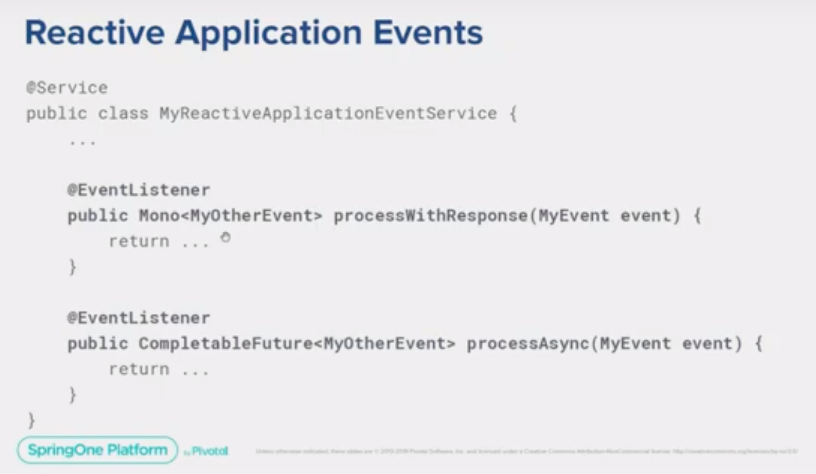 Reactive Application Events
@Service
public class MyReactiveApplicationEventService {
...
@EventListener
public Mono<MyOtherEvent> processWithResponse(MyEvent event) {
return ...
}
@EventListener
public CompletableFuture<MyOtherEvent> processAsync(MyEvent event) {
return ...
}
}
SpringOne Platform by Pivotal